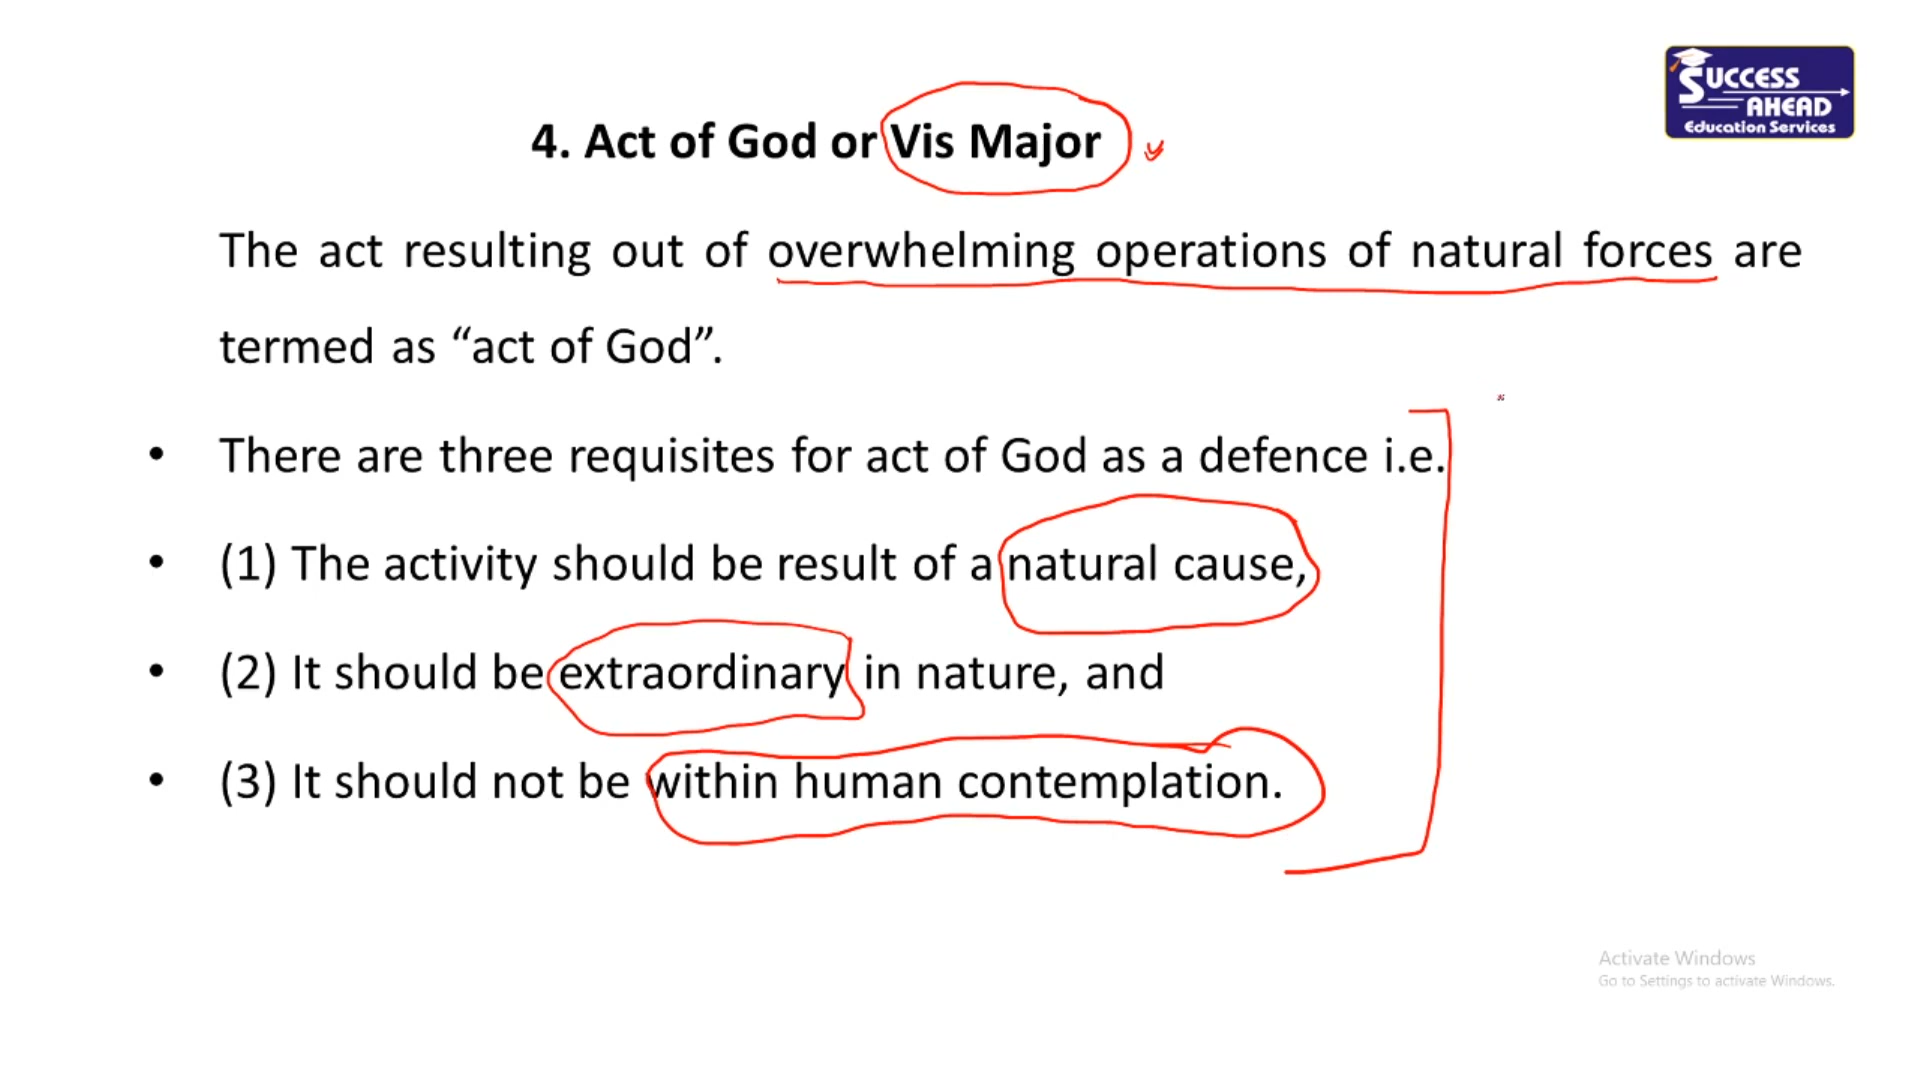 SUCCESS
AHEAD
Education Services
4. Act of God or Vis Major
The act resulting out of overwhelming operations of natural forces are
termed as “act of God”.
• There are three requisites for act of God as a defence i.e.
• (1) The activity should be result of a natural cause,
• (2) It should be extraordinary in nature, and
• (3) It should not be within human contemplation.
Activate Windows
Go to Settings to activate Windows.